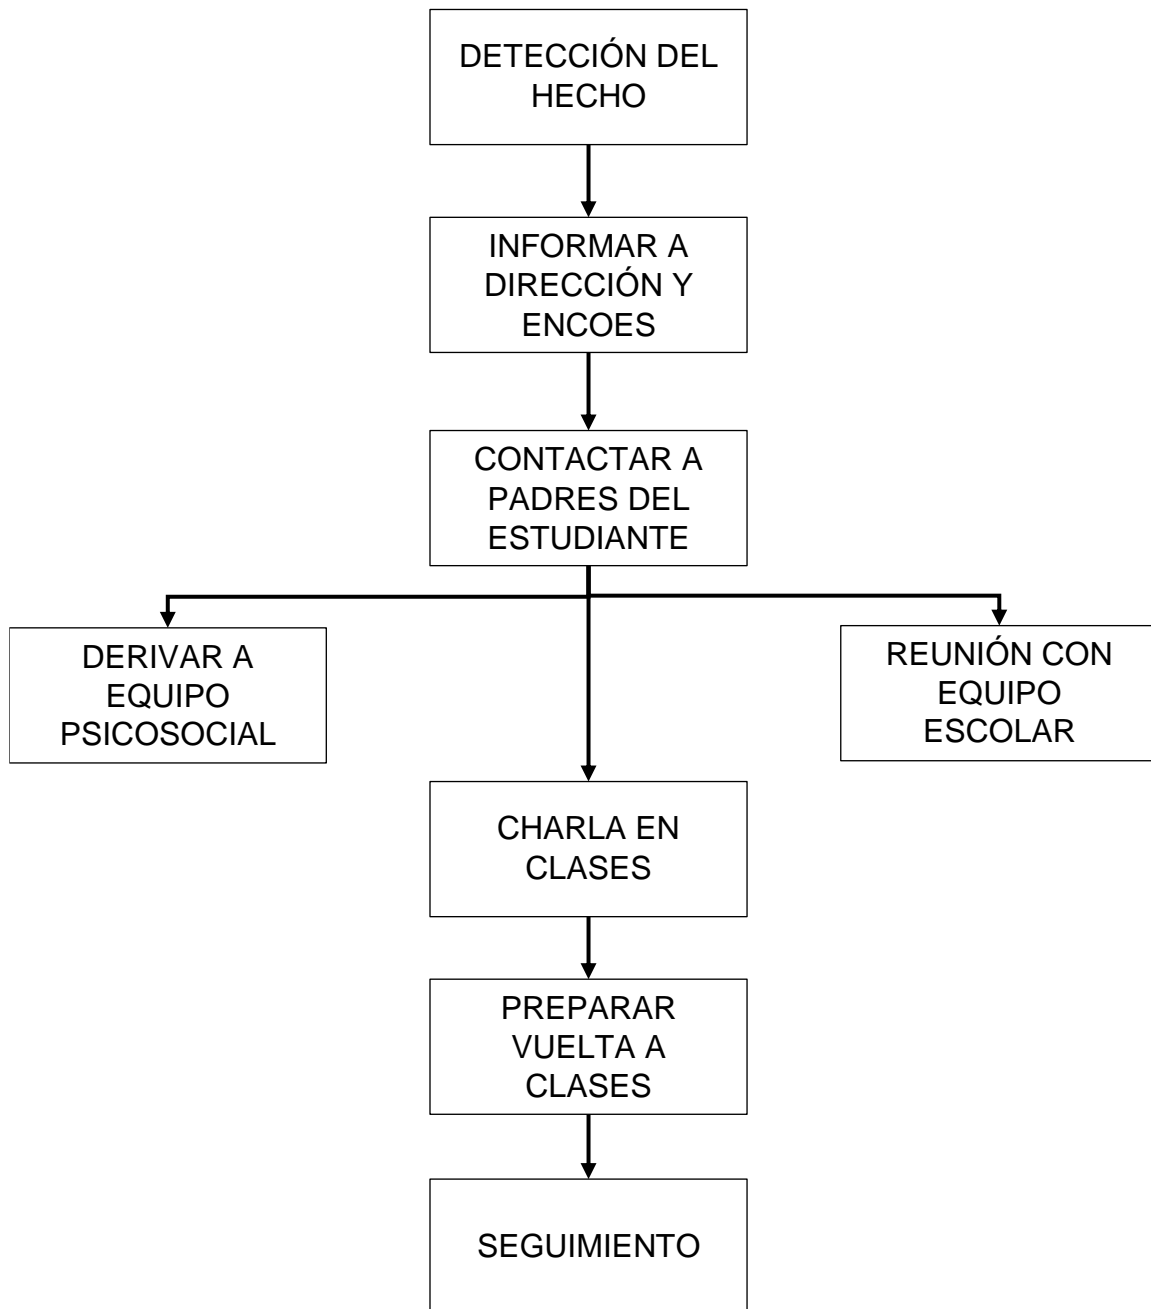 DETECCIÓN DEL
HECHO
INFORMAR A
DIRECCIÓN Y
ENCOES
CONTACTAR A
PADRES DEL
ESTUDIANTE
DERIVAR A
EQUIPO
PSICOSOCIAL
REUNIÓN CON
EQUIPO
ESCOLAR
CHARLA EN
CLASES
PREPARAR
VUELTA A
CLASES
SEGUIMIENTO